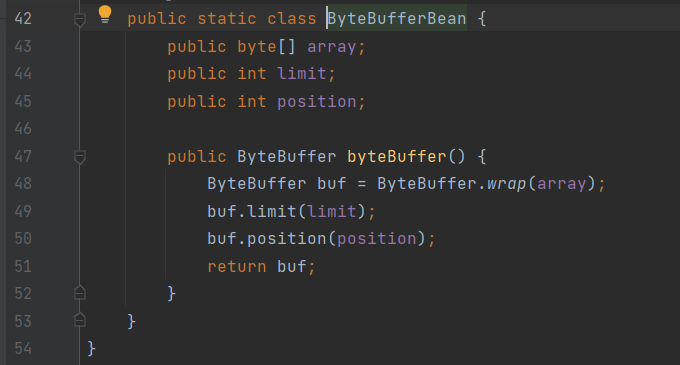 42 public static class ByteBufferBean {
43 public byte[] array;
44 public int limit;
45 public int position;
46
47 public ByteBuffer byteBuffer() {
48 ByteBuffer buf = ByteBuffer.wrap(array);
49 buf.limit(limit);
50 buf.position(position);
51 return buf;
52 }
53 }
54 }